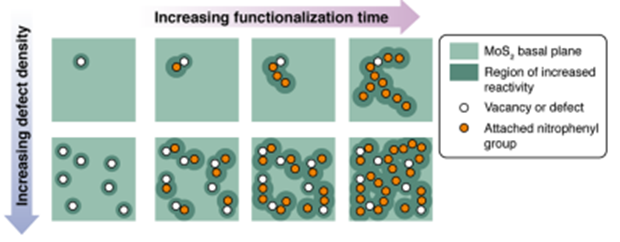 Increasing functionalization time
Increasing defect density
MoS₂ basal plane
Region of increased
reactivity
Vacancy or defect
Attached nitrophenyl
group